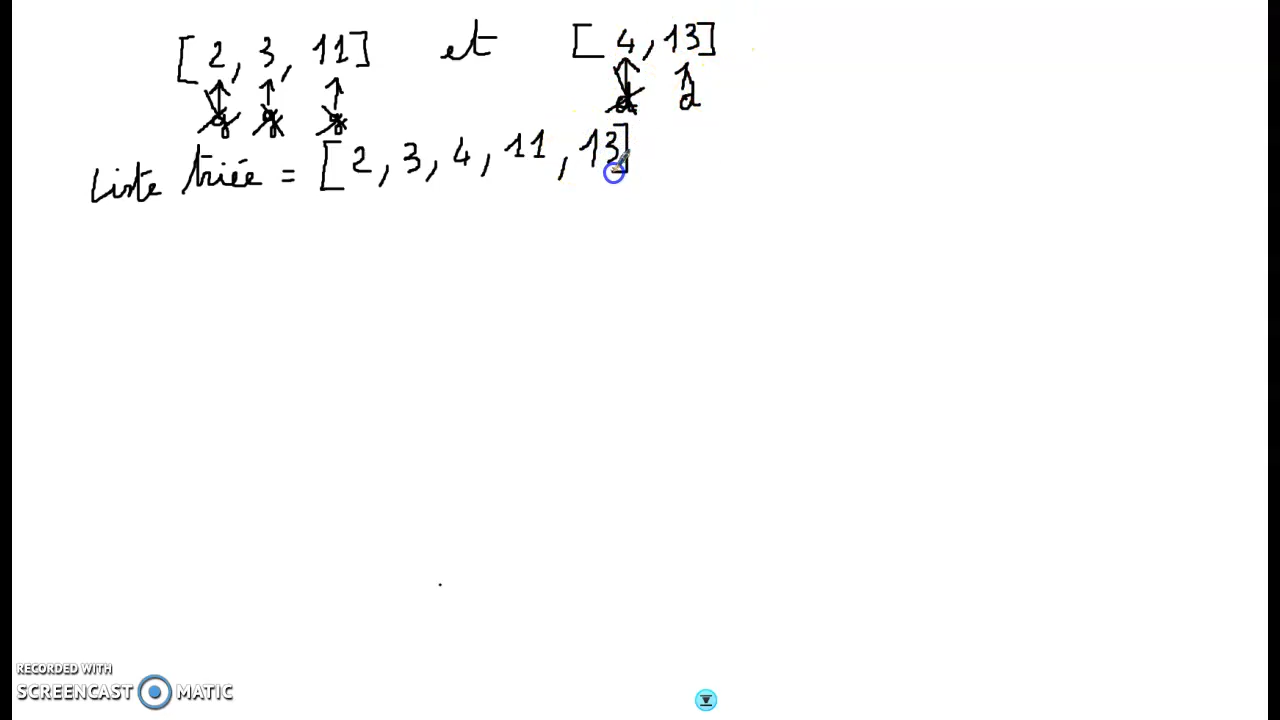 [2, 3, 11] et [4, 13]
g g g d d
Liste triée = [2, 3, 4, 11, 13]
RECORDED WITH
SCREENCAST MATIC